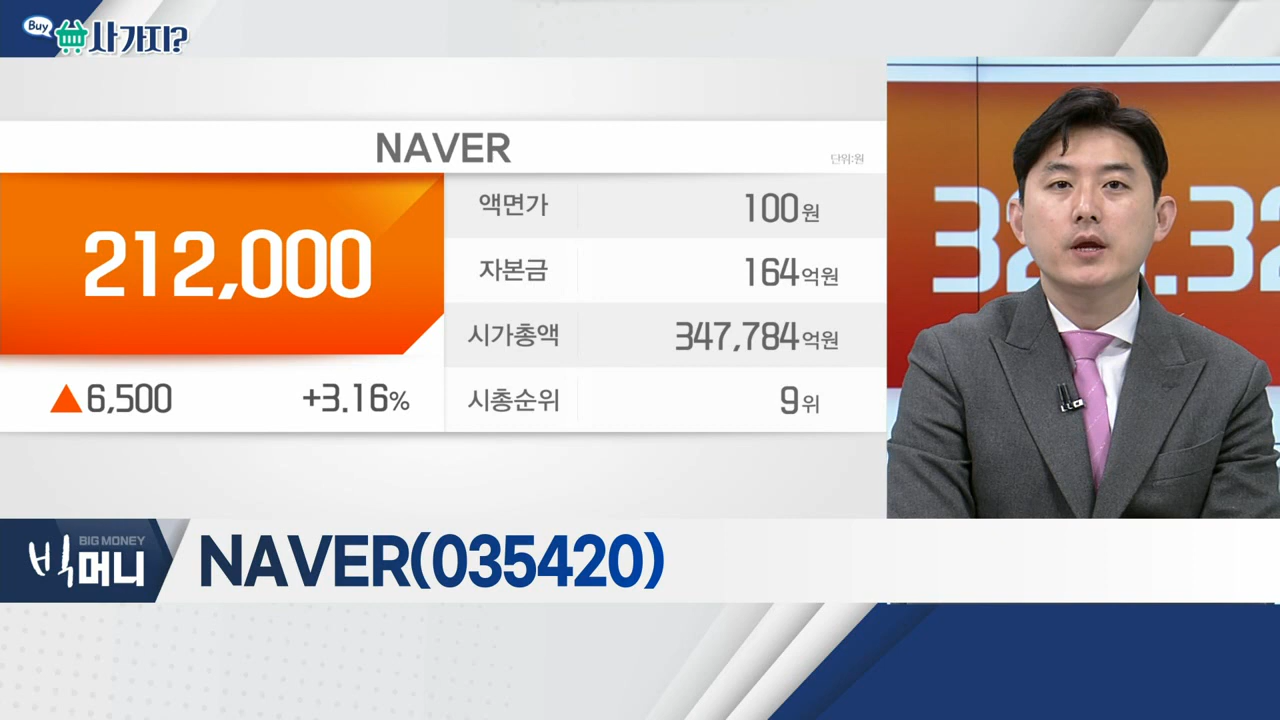 Buy
사가지?
NAVER
단위:원
212,000
▲6,500 +3.16%
액면가 100원
자본금 164억원
시가총액 347,784억원
시총순위 9위
BIG MONEY
빅머니
NAVER(035420)